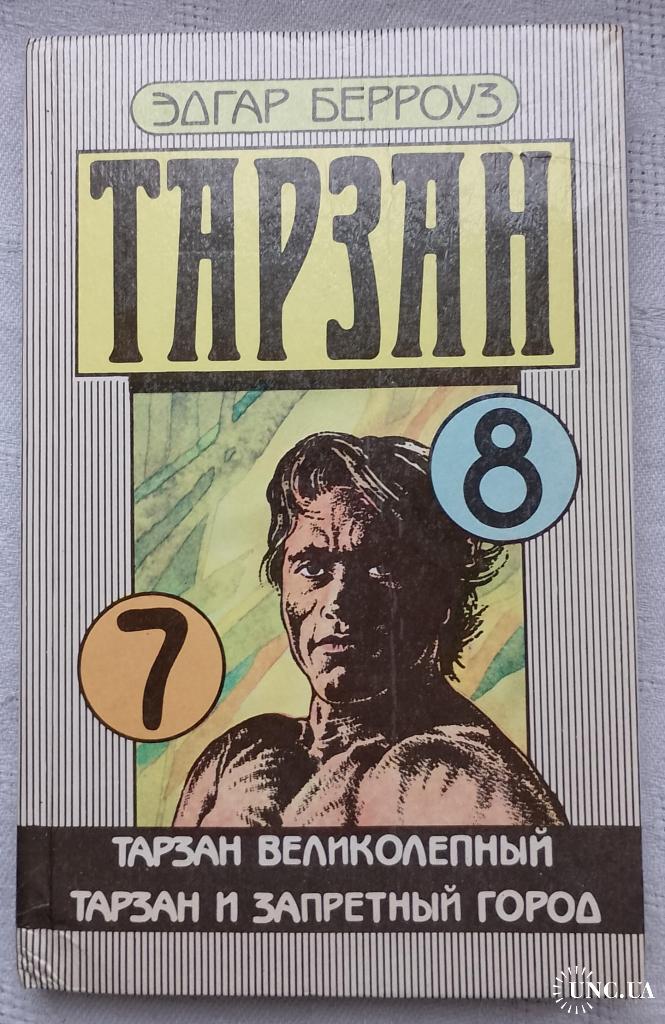 ЭДГАР БЕРРОУЗ
ТАРЗАН
8
7
ТАРЗАН ВЕЛИКОЛЕПНЫЙ
ТАРЗАН И ЗАПРЕТНЫЙ ГОРОД
UNC.UA